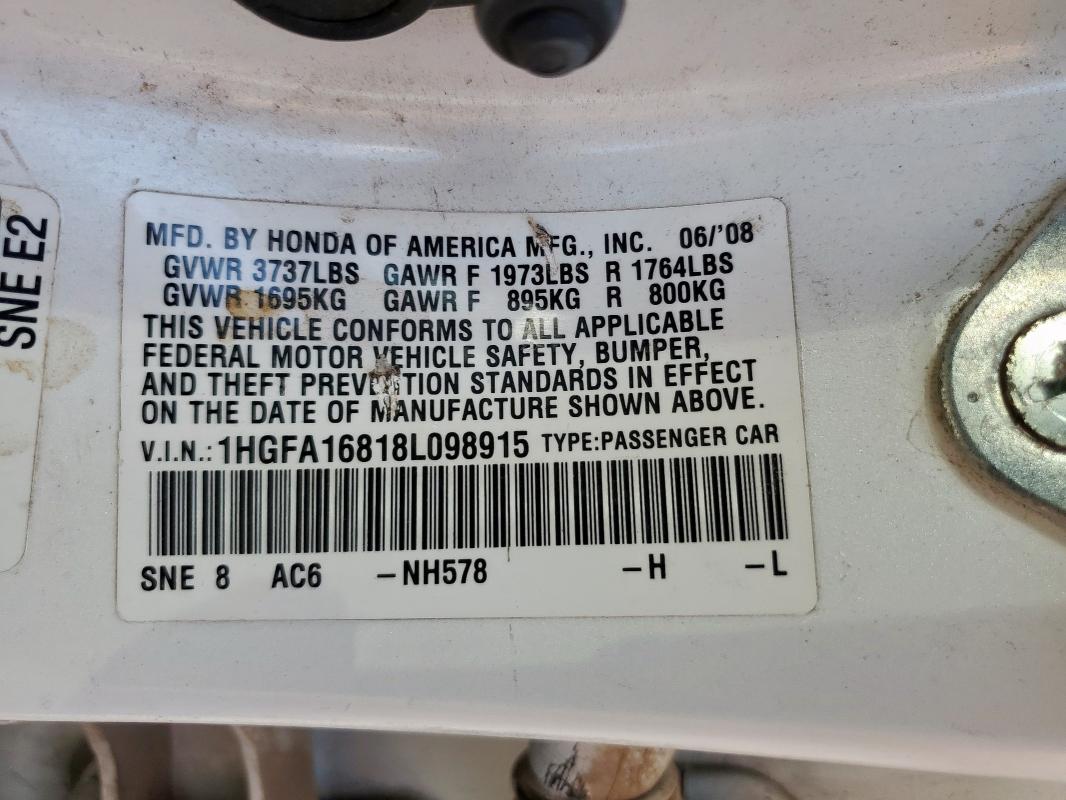 SNE E2
MFD. BY HONDA OF AMERICA MFG., INC. 06/'08
GVWR 3737LBS GAWR F 1973LBS R 1764LBS
GVWR 1695KG GAWR F 895KG R 800KG
THIS VEHICLE CONFORMS TO ALL APPLICABLE
FEDERAL MOTOR VEHICLE SAFETY, BUMPER,
AND THEFT PREVENTION STANDARDS IN EFFECT
ON THE DATE OF MANUFACTURE SHOWN ABOVE.
V.I.N.: 1HGFA16818L098915 TYPE:PASSENGER CAR
SNE 8 AC6 -NH578 -H -L